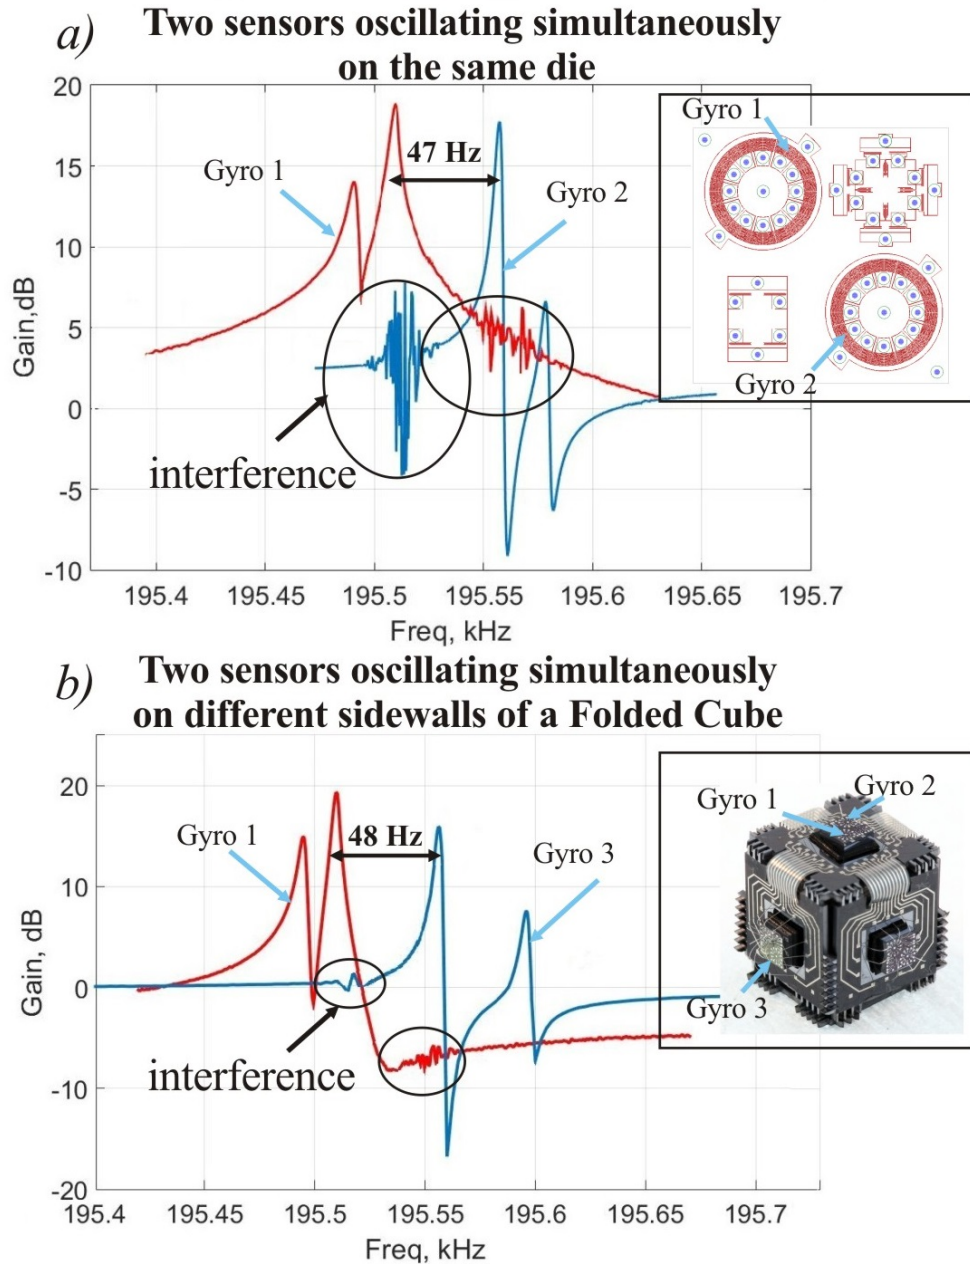 a)
Two sensors oscillating simultaneously
on the same die
20
15
10
5
0
-5
-10
Gain,dB
195.4
195.45
195.5
195.55
195.6
195.65
195.7
Freq, kHz
Gyro 1
47 Hz
Gyro 2
interference
Gyro 1
Gyro 2
b)
Two sensors oscillating simultaneously
on different sidewalls of a Folded Cube
20
10
0
-10
-20
Gain, dB
195.4
195.45
195.5
195.55
195.6
195.7
Freq, kHz
Gyro 1
48 Hz
Gyro 3
interference
Gyro 1
Gyro 2
Gyro 3